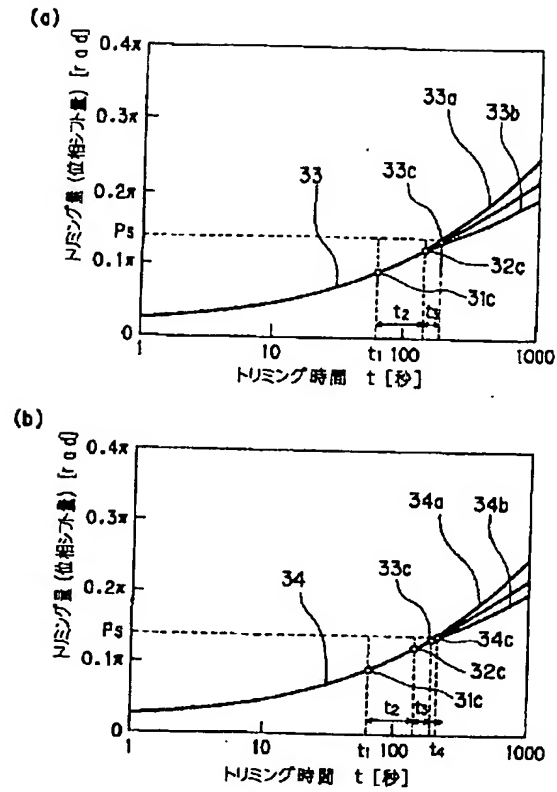 (a)
トリミング量(位相シフト量) [rad]
0.4π
0.3π
0.2π
Ps
0.1π
0
33
33a
33b
33c
32c
31c
t2
t3
1
10
t1
100
1000
トリミング時間 t [秒]
(b)
トリミング量(位相シフト量) [rad]
0.4π
0.3π
0.2π
Ps
0.1π
0
34
34a
34b
33c
34c
32c
31c
t2
t3
1
10
t1
100
t4
1000
トリミング時間 t [秒]